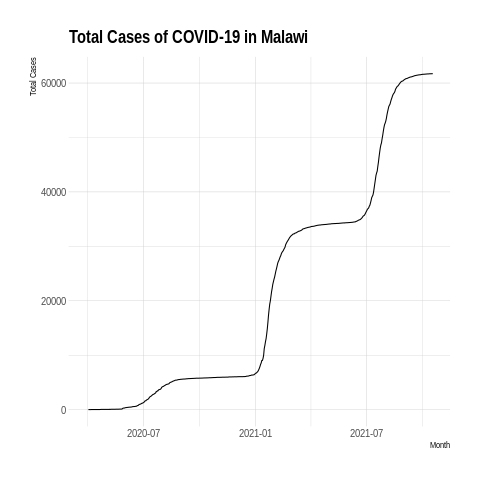 Total Cases of COVID-19 in Malawi
Total Cases
60000
40000
20000
0
2020-07 2021-01 2021-07
Month